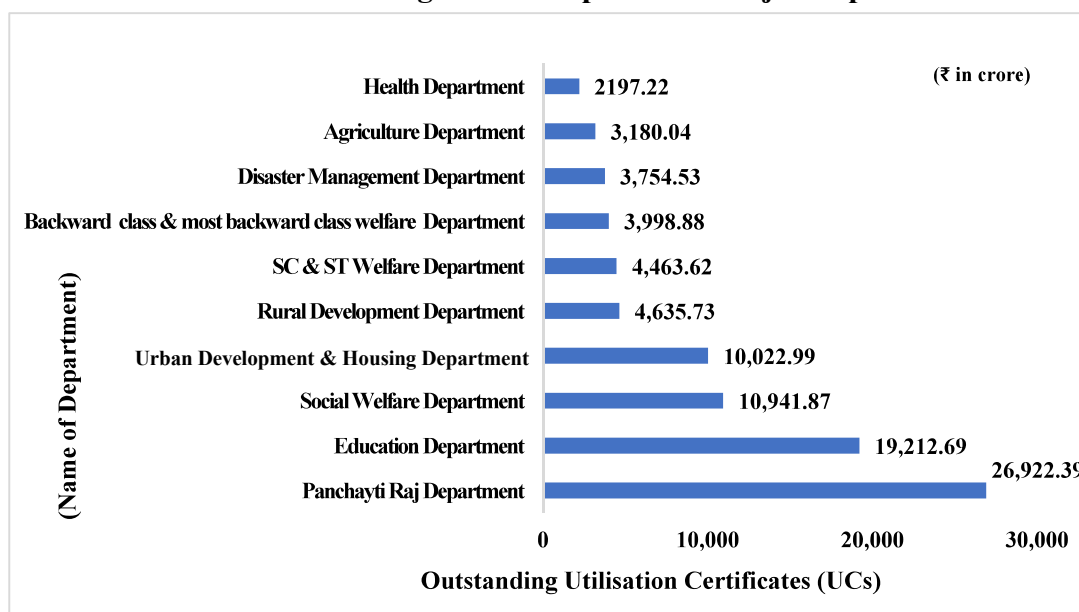 (₹ in crore)
Health Department 2197.22
Agriculture Department 3,180.04
Disaster Management Department 3,754.53
Backward class & most backward class welfare Department 3,998.88
SC & ST Welfare Department 4,463.62
Rural Development Department 4,635.73
Urban Development & Housing Department 10,022.99
Social Welfare Department 10,941.87
Education Department 19,212.69
Panchayti Raj Department 26,922.39
(Name of Department)
0 10,000 20,000 30,000
Outstanding Utilisation Certificates (UCs)